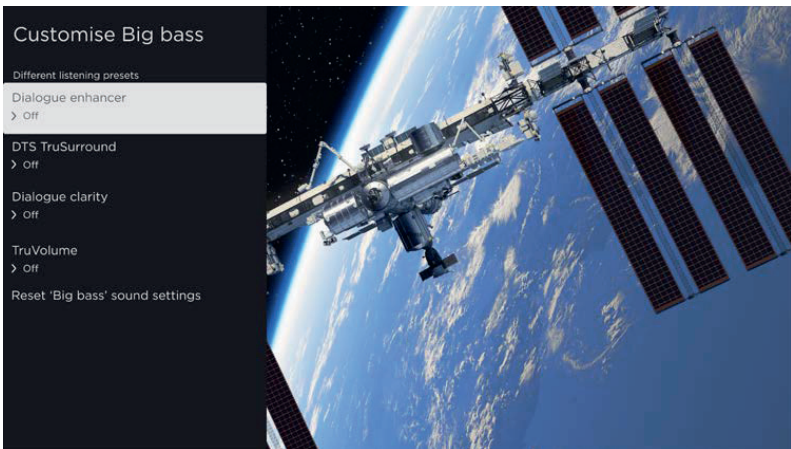 Customise Big bass
Different listening presets
Dialogue enhancer
> Off
DTS TruSurround
> Off
Dialogue clarity
> Off
TruVolume
> Off
Reset ‘Big bass’ sound settings